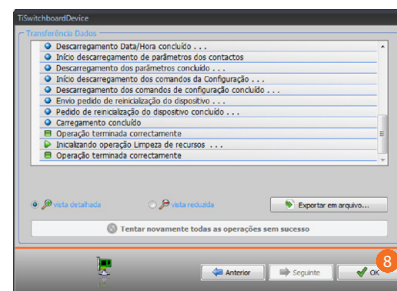 TiSwitchboardDevice
Transferência Dados
Descarregamento Data/Hora concluído . . .
Início descarregamento de parâmetros dos contactos
Descarregamento dos parâmetros concluído . . .
Início descarregamento dos comandos da Configuração . . .
Descarregamento dos comandos de configuração concluído . . .
Envio pedido de reinicialização do dispositivo . . .
Pedido de reinicialização do dispositivo concluído . . .
Carregamento concluído
Operação terminada correctamente
Inicializando operação Limpeza de recursos . . .
Operação terminada correctamente
vista detalhada
vista reduzida
Exportar em arquivo...
Tentar novamente todas as operações sem sucesso
8
Anterior
Seguinte
OK